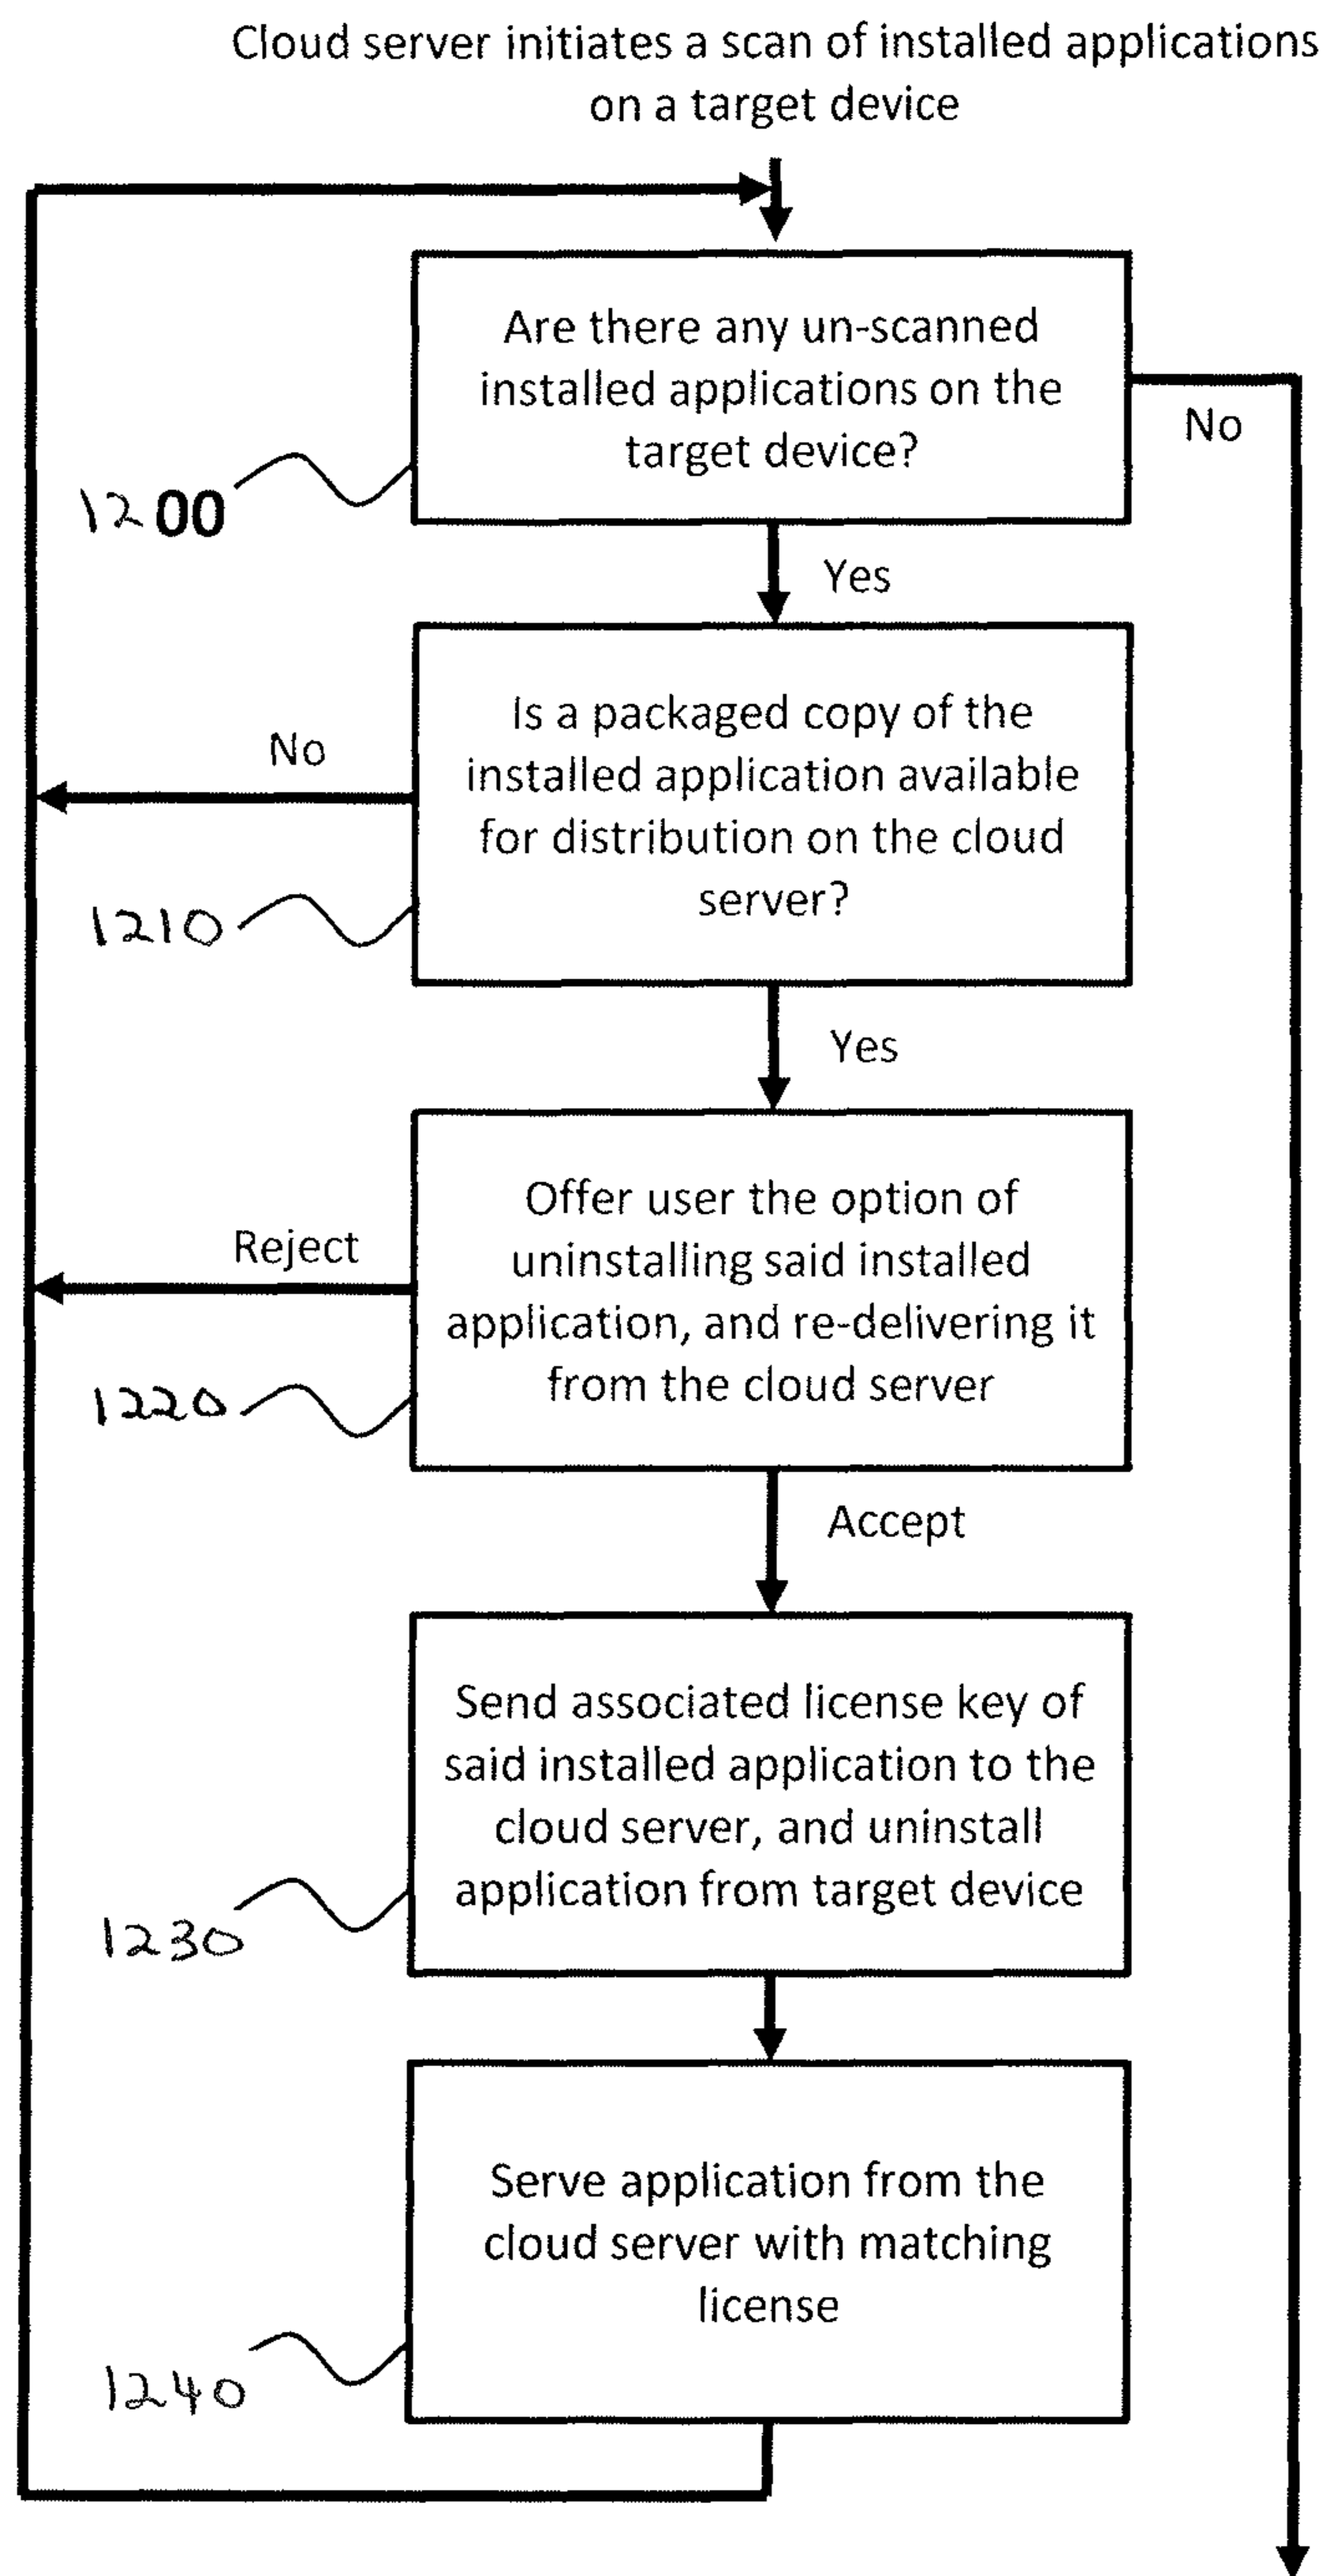 Cloud server initiates a scan of installed applications
on a target device
Are there any un-scanned
installed applications on the
target device?
No
1200
Yes
Is a packaged copy of the
installed application available
for distribution on the cloud
server?
No
1210
Yes
Offer user the option of
uninstalling said installed
application, and re-delivering it
from the cloud server
Reject
1220
Accept
Send associated license key of
said installed application to the
cloud server, and uninstall
application from target device
1230
Serve application from the
cloud server with matching
license
1240